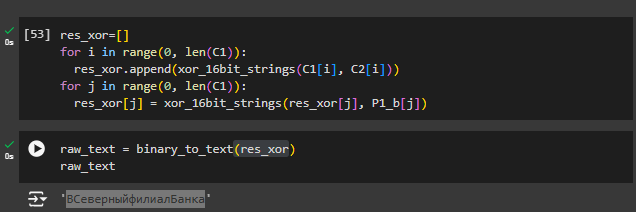 [53] res_xor=[]
for i in range(0, len(C1)):
  res_xor.append(xor_16bit_strings(C1[i], C2[i]))
for j in range(0, len(C1)):
  res_xor[j] = xor_16bit_strings(res_xor[j], P1_b[j])
0s
raw_text = binary_to_text(res_xor)
raw_text
0s
'ВСеверныйфилиалБанка'